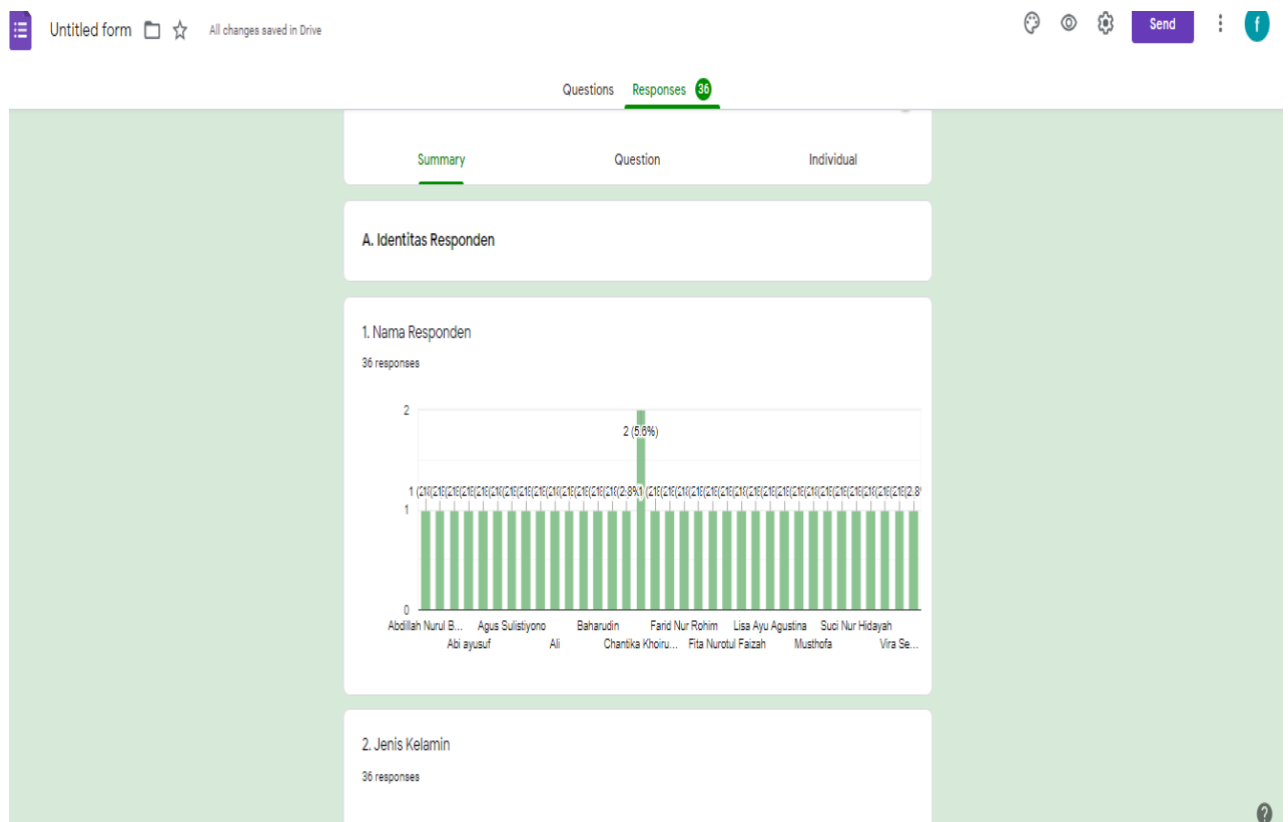 Untitled form All changes saved in Drive Send f
Questions Responses 36
Summary Question Individual
A. Identitas Responden
1. Nama Responden
36 responses
2
2 (5.6%)
1
0
Abdillah Nurul B... Agus Sulistiyono Baharudin Farid Nur Rohim Lisa Ayu Agustina Suci Nur Hidayah
Abi ayusuf Ali Chantika Khoiru... Fita Nurotul Faizah Musthofa Vira Se...
2. Jenis Kelamin
36 responses
?